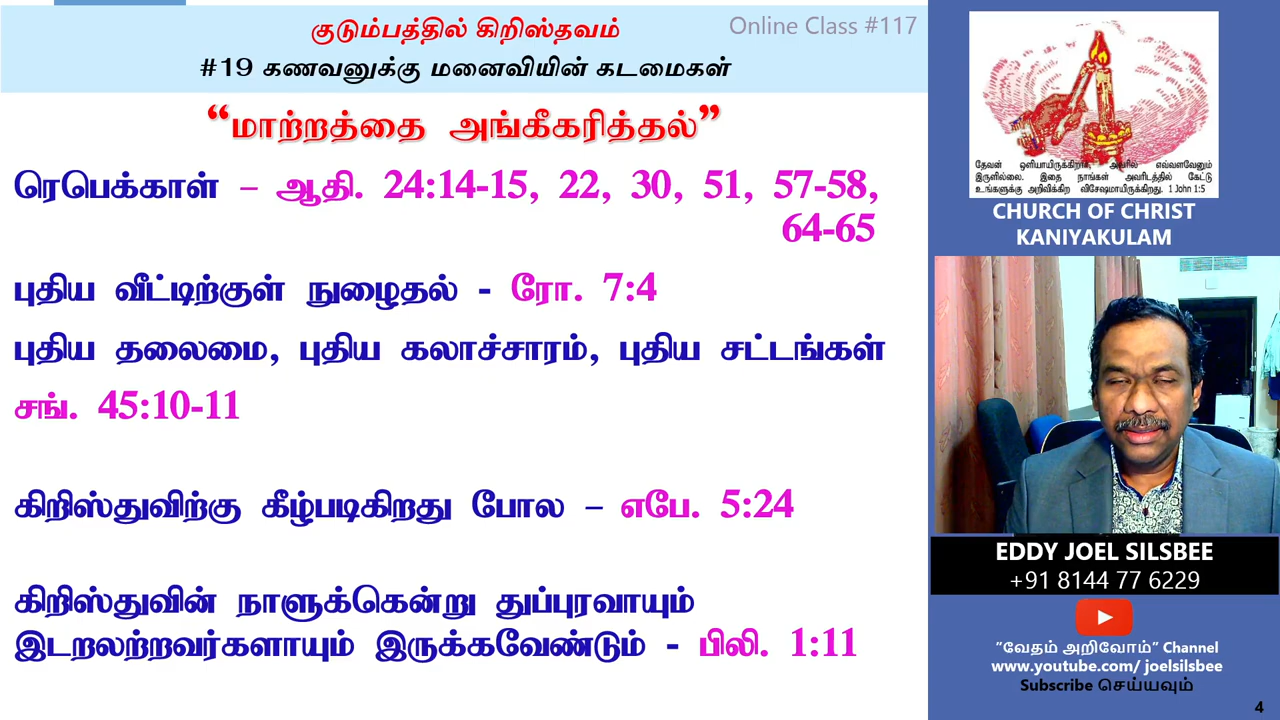 குடும்பத்தில் கிறிஸ்தவம்
Online Class #117
#19 கணவனுக்கு மனைவியின் கடமைகள்
“மாற்றத்தை அங்கீகரித்தல்”
ரெபெக்காள் – ஆதி. 24:14-15, 22, 30, 51, 57-58,
64-65
புதிய வீட்டிற்குள் நுழைதல் - ரோ. 7:4
புதிய தலைமை, புதிய கலாச்சாரம், புதிய சட்டங்கள்
சங். 45:10-11
கிறிஸ்துவிற்கு கீழ்படிகிறது போல – எபே. 5:24
கிறிஸ்துவின் நாளுக்கென்று துப்புரவாயும்
இடறலற்றவர்களாயும் இருக்கவேண்டும் - பிலி. 1:11
தேவன் ஒளியாயிருக்கிறார், அவரில் எவ்வளவேனும்
இருளில்லை. இதை நாங்கள் அவரிடத்தில் கேட்டு
உங்களுக்கு அறிவிக்கிற விசேஷமாயிருக்கிறது. 1 John 1:5
CHURCH OF CHRIST
KANIYAKULAM
EDDY JOEL SILSBEE
+91 8144 77 6229
”வேதம் அறிவோம்” Channel
www.youtube.com/ joelsilsbee
Subscribe செய்யவும்
4